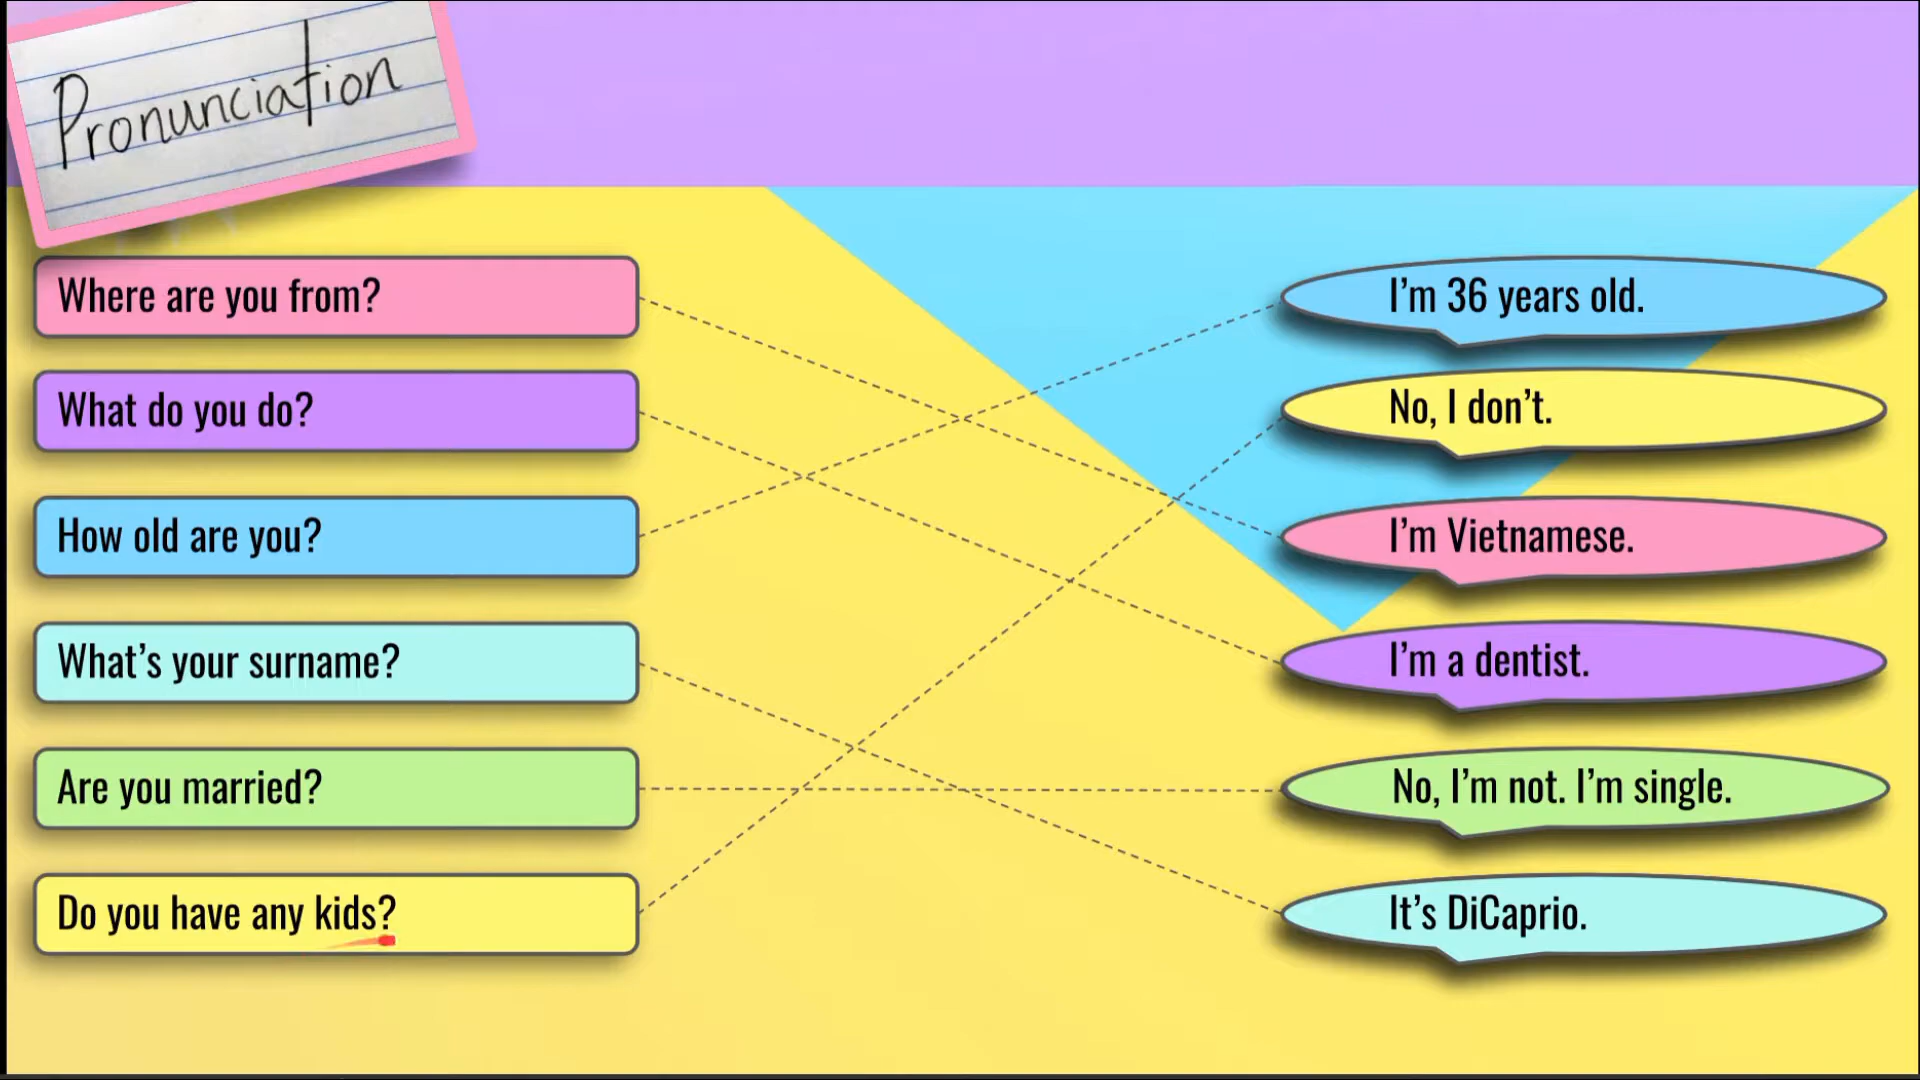 Pronunciation
Where are you from?
What do you do?
How old are you?
What's your surname?
Are you married?
Do you have any kids?
I'm 36 years old.
No, I don't.
I'm Vietnamese.
I'm a dentist.
No, I'm not. I'm single.
It's DiCaprio.